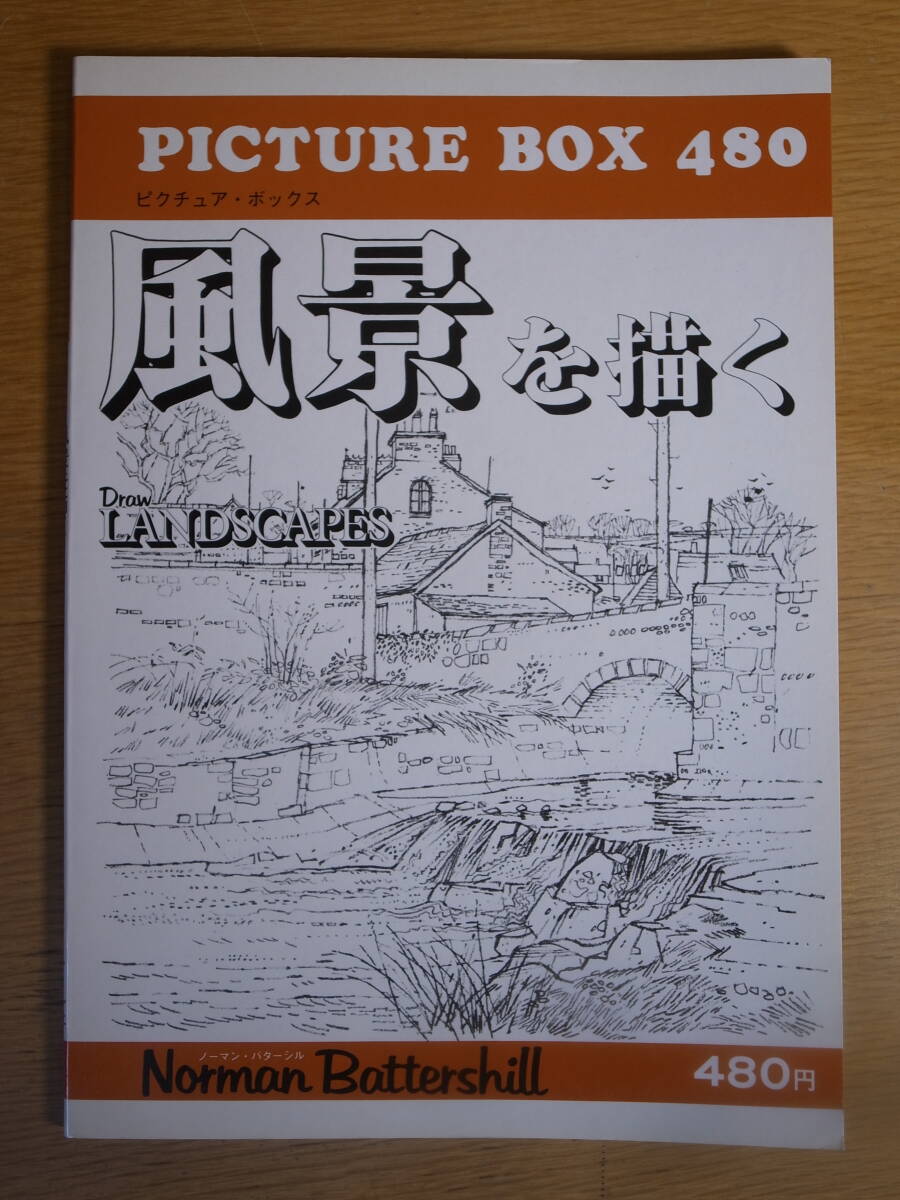 PICTURE BOX 480
ピクチュア・ボックス
風景を描く
Draw
LANDSCAPES
ノーマン・バターシル
Norman Battershill
480円